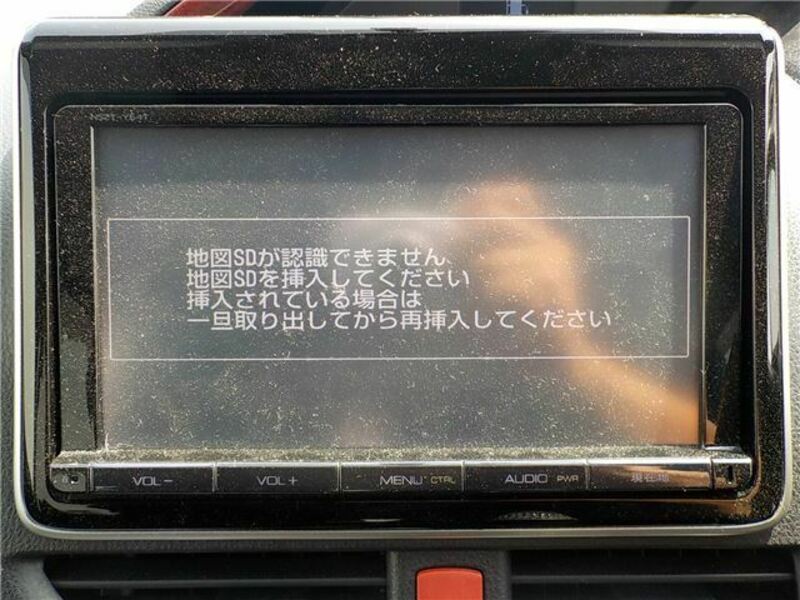 地図SDが認識できません
地図SDを挿入してください
挿入されている場合は
一旦取り出してから再挿入してください
VOL - VOL + MENU CTRL AUDIO PWR 現在地